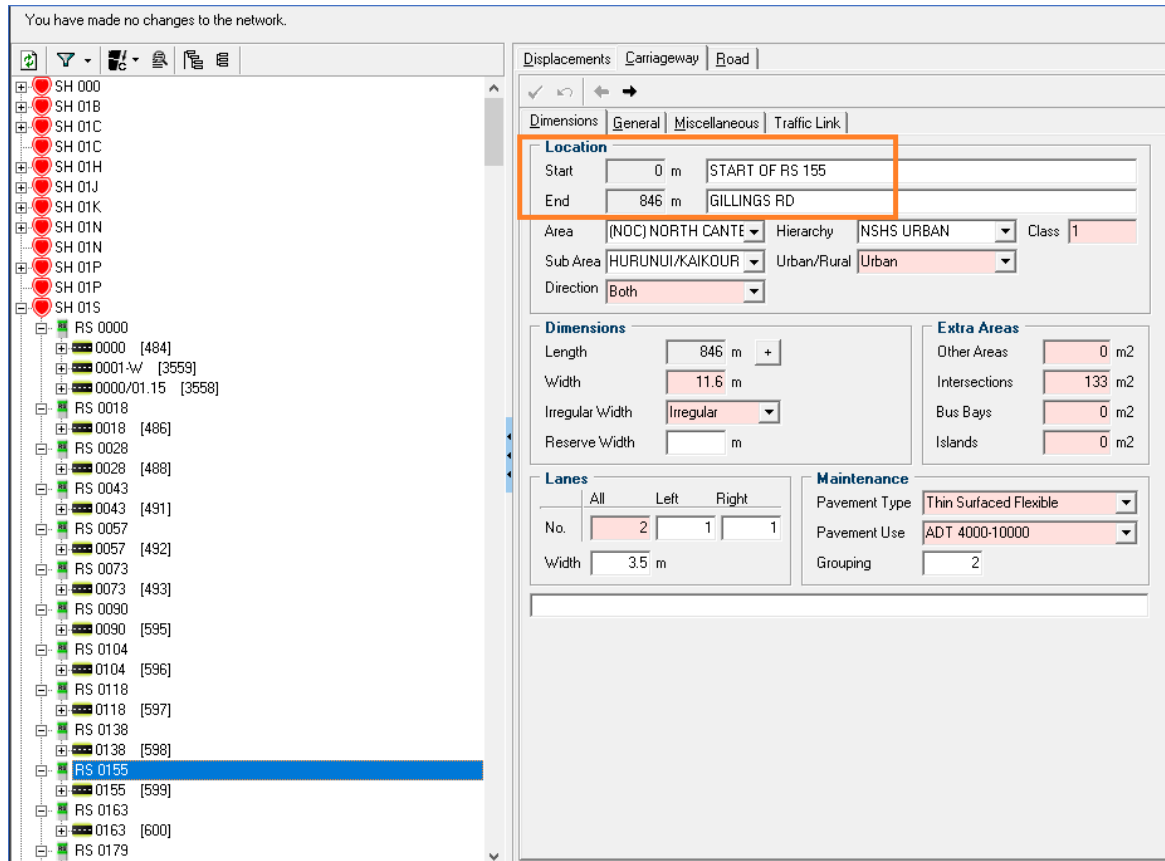 You have made no changes to the network.
SH 000
SH 01B
SH 01C
SH 01C
SH 01H
SH 01J
SH 01K
SH 01N
SH 01N
SH 01P
SH 01P
SH 01S
RS 0000
0000 [484]
0001-W [3559]
0000/01.15 [3558]
RS 0018
0018 [486]
RS 0028
0028 [488]
RS 0043
0043 [491]
RS 0057
0057 [492]
RS 0073
0073 [493]
RS 0090
0090 [595]
RS 0104
0104 [596]
RS 0118
0118 [597]
RS 0138
0138 [598]
RS 0155
0155 [599]
RS 0163
0163 [600]
RS 0179
Displacements Carriageway Road
Dimensions General Miscellaneous Traffic Link
Location
Start 0 m START OF RS 155
End 846 m GILLINGS RD
Area (NOC) NORTH CANTE Hierarchy NSHS URBAN Class 1
Sub Area HURUNUI/KAIKOUR Urban/Rural Urban
Direction Both
Dimensions
Length 846 m +
Width 11.6 m
Irregular Width Irregular
Reserve Width m
Extra Areas
Other Areas 0 m2
Intersections 133 m2
Bus Bays 0 m2
Islands 0 m2
Lanes
All Left Right
No. 2 1 1
Width 3.5 m
Maintenance
Pavement Type Thin Surfaced Flexible
Pavement Use ADT 4000-10000
Grouping 2